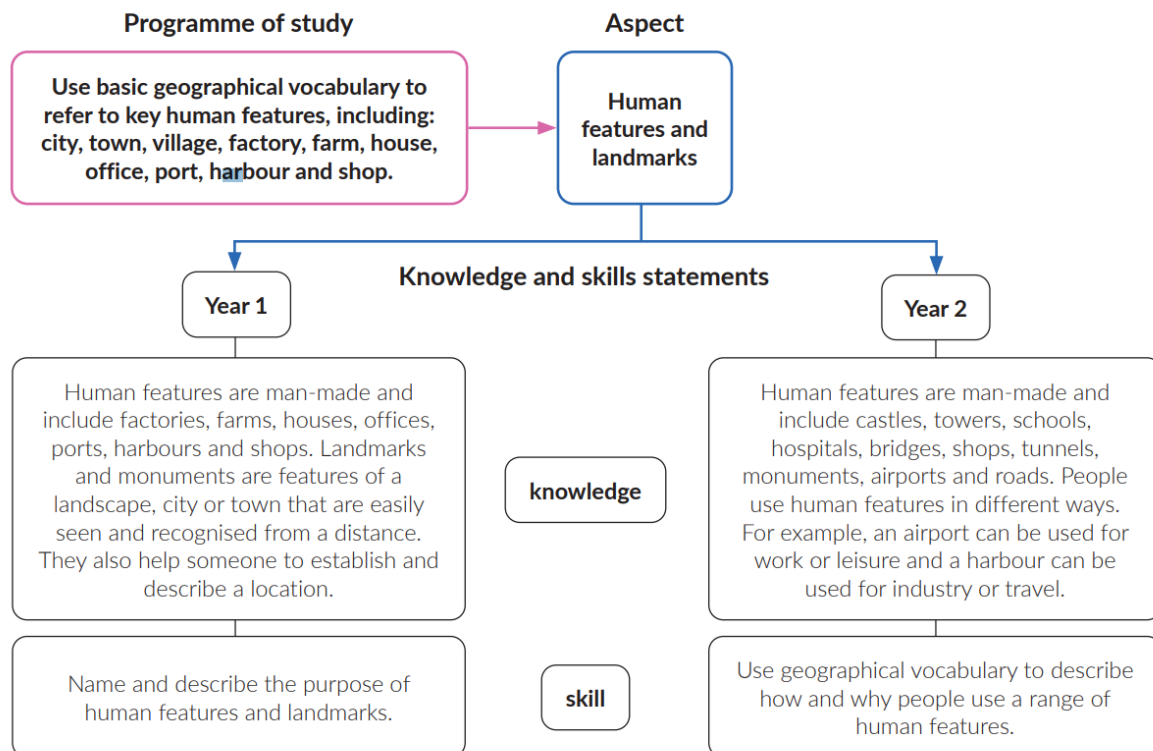 Programme of study
Aspect
Use basic geographical vocabulary to
refer to key human features, including:
city, town, village, factory, farm, house,
office, port, harbour and shop.
Human
features and
landmarks
Knowledge and skills statements
Year 1
Year 2
Human features are man-made and
include factories, farms, houses, offices,
ports, harbours and shops. Landmarks
and monuments are features of a
landscape, city or town that are easily
seen and recognised from a distance.
They also help someone to establish and
describe a location.
knowledge
Human features are man-made and
include castles, towers, schools,
hospitals, bridges, shops, tunnels,
monuments, airports and roads. People
use human features in different ways.
For example, an airport can be used for
work or leisure and a harbour can be
used for industry or travel.
Name and describe the purpose of
human features and landmarks.
skill
Use geographical vocabulary to describe
how and why people use a range of
human features.